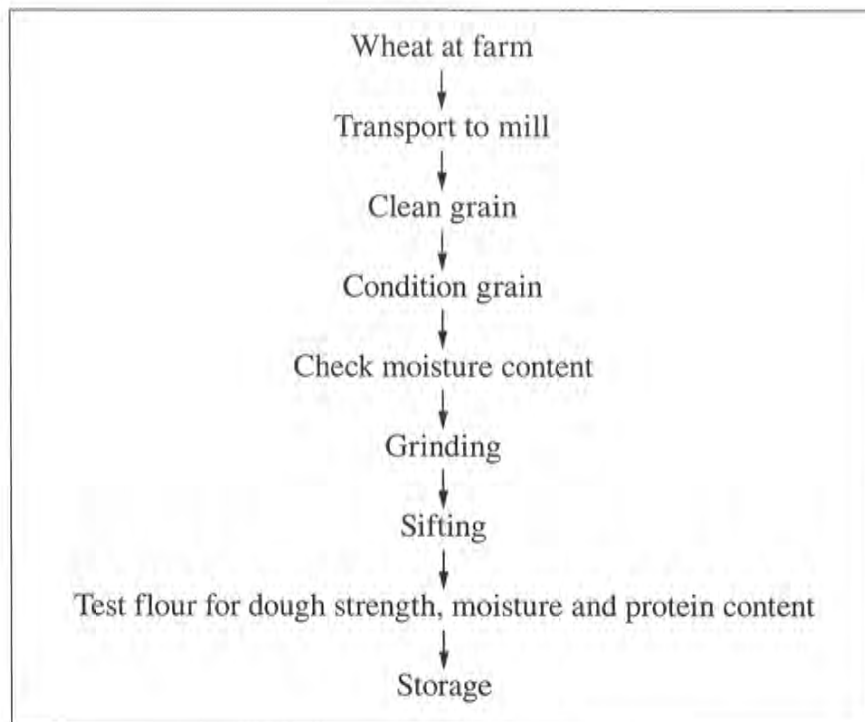 Wheat at farm
Transport to mill
Clean grain
Condition grain
Check moisture content
Grinding
Sifting
Test flour for dough strength, moisture and protein content
Storage